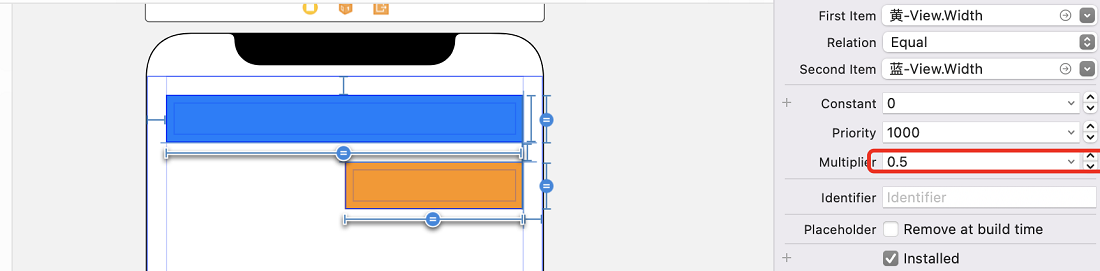 First Item 黄-View.Width
Relation Equal
Second Item 蓝-View.Width
Constant 0
Priority 1000
Multiplier 0.5
Identifier Identifier
Placeholder Remove at build time
Installed